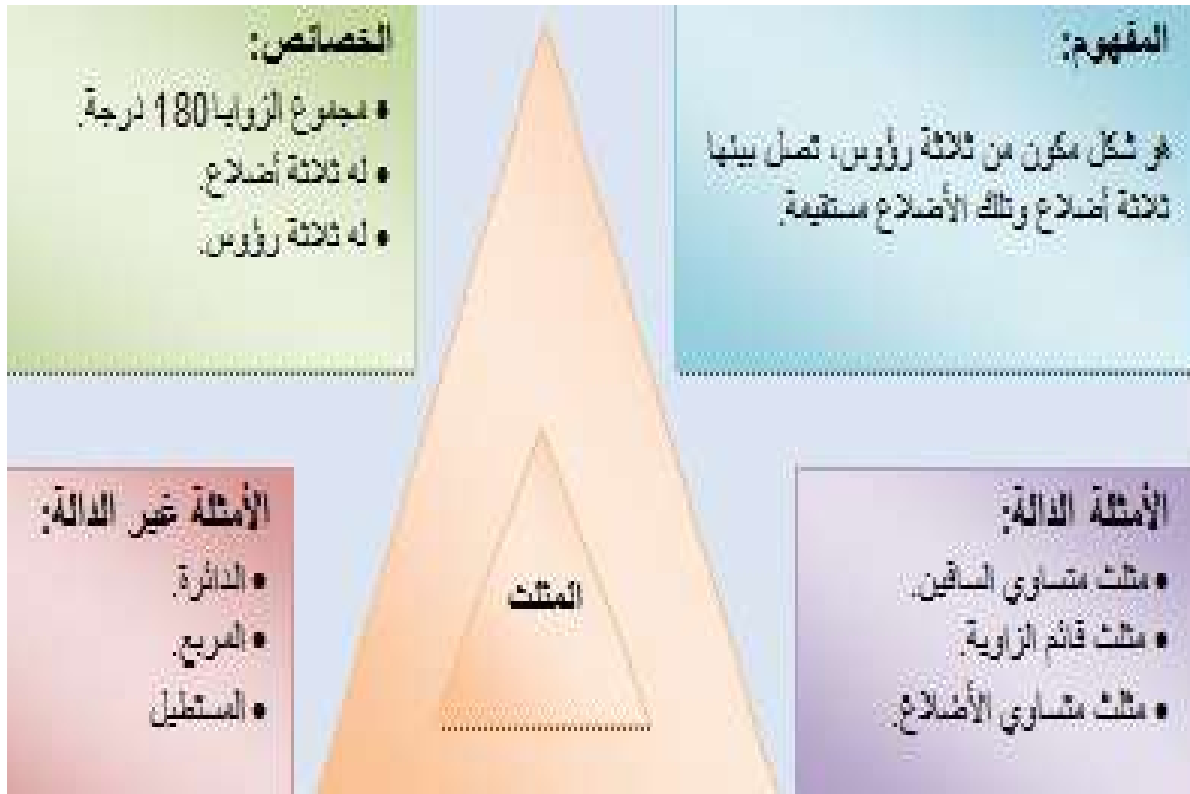 المفهوم:
هو شكل مكون من ثلاثة رؤوس، تصل بينها
ثلاثة أضلاع وتلك الأضلاع مستقيمة.
الخصائص:
• مجموع الزوايا 180 درجة.
• له ثلاثة أضلاع.
• له ثلاثة رؤوس.
المثلث
الأمثلة الدالة:
• مثلث متساوي الساقين.
• مثلث قائم الزاوية.
• مثلث متساوي الأضلاع.
الأمثلة غير الدالة:
• الدائرة.
• المربع.
• المستطيل